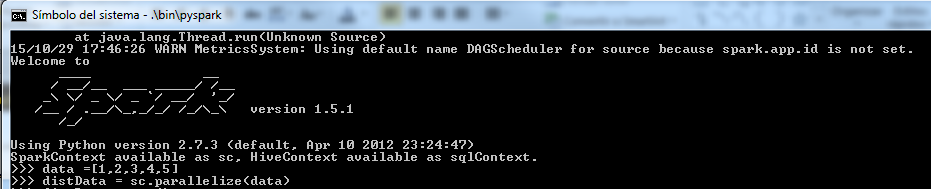 Símbolo del sistema - .\bin\pyspark
at java.lang.Thread.run(Unknown Source)
15/10/29 17:46:26 WARN MetricsSystem: Using default name DAGScheduler for source because spark.app.id is not set.
Welcome to
Spark version 1.5.1
Using Python version 2.7.3 (default, Apr 10 2012 23:24:47)
SparkContext available as sc, HiveContext available as sqlContext.
>>> data =[1,2,3,4,5]
>>> distData = sc.parallelize(data)